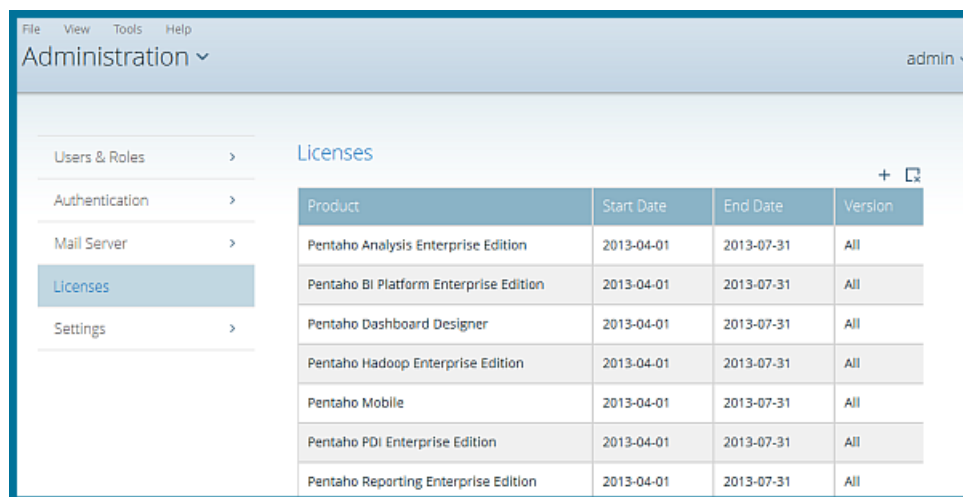 File View Tools Help
Administration
admin
Users & Roles
Authentication
Mail Server
Licenses
Settings
Licenses
Product Start Date End Date Version
Pentaho Analysis Enterprise Edition 2013-04-01 2013-07-31 All
Pentaho BI Platform Enterprise Edition 2013-04-01 2013-07-31 All
Pentaho Dashboard Designer 2013-04-01 2013-07-31 All
Pentaho Hadoop Enterprise Edition 2013-04-01 2013-07-31 All
Pentaho Mobile 2013-04-01 2013-07-31 All
Pentaho PDI Enterprise Edition 2013-04-01 2013-07-31 All
Pentaho Reporting Enterprise Edition 2013-04-01 2013-07-31 All